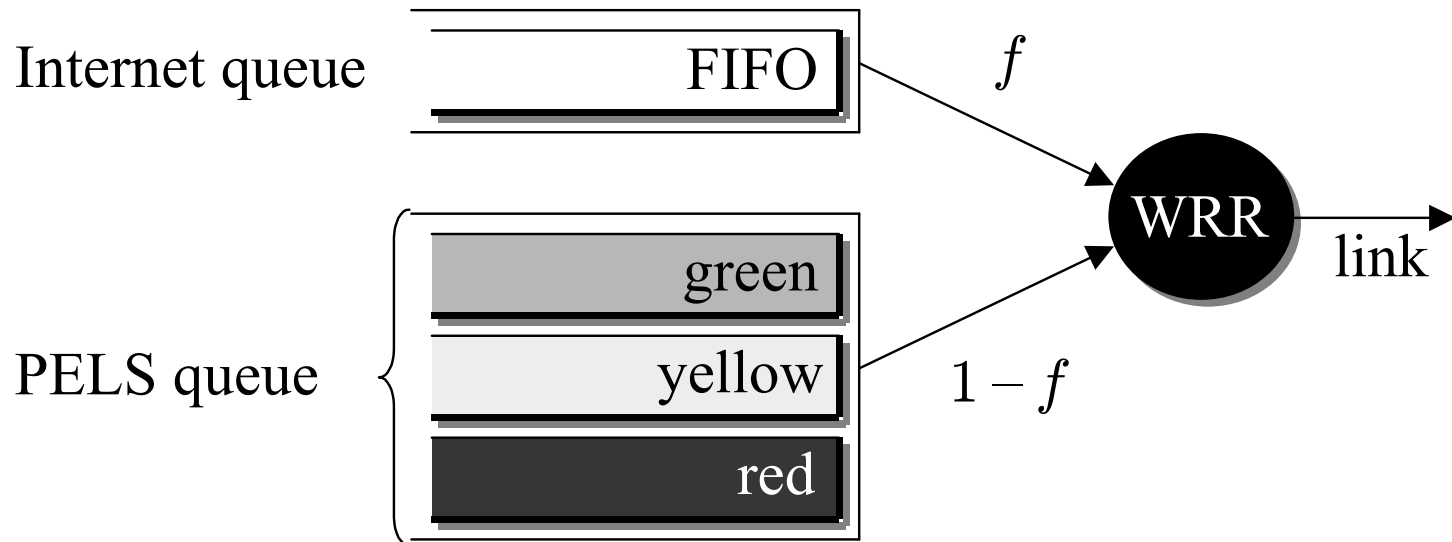 Internet queue
FIFO
f
WRR
link
PELS queue
green
yellow
red
1 − f